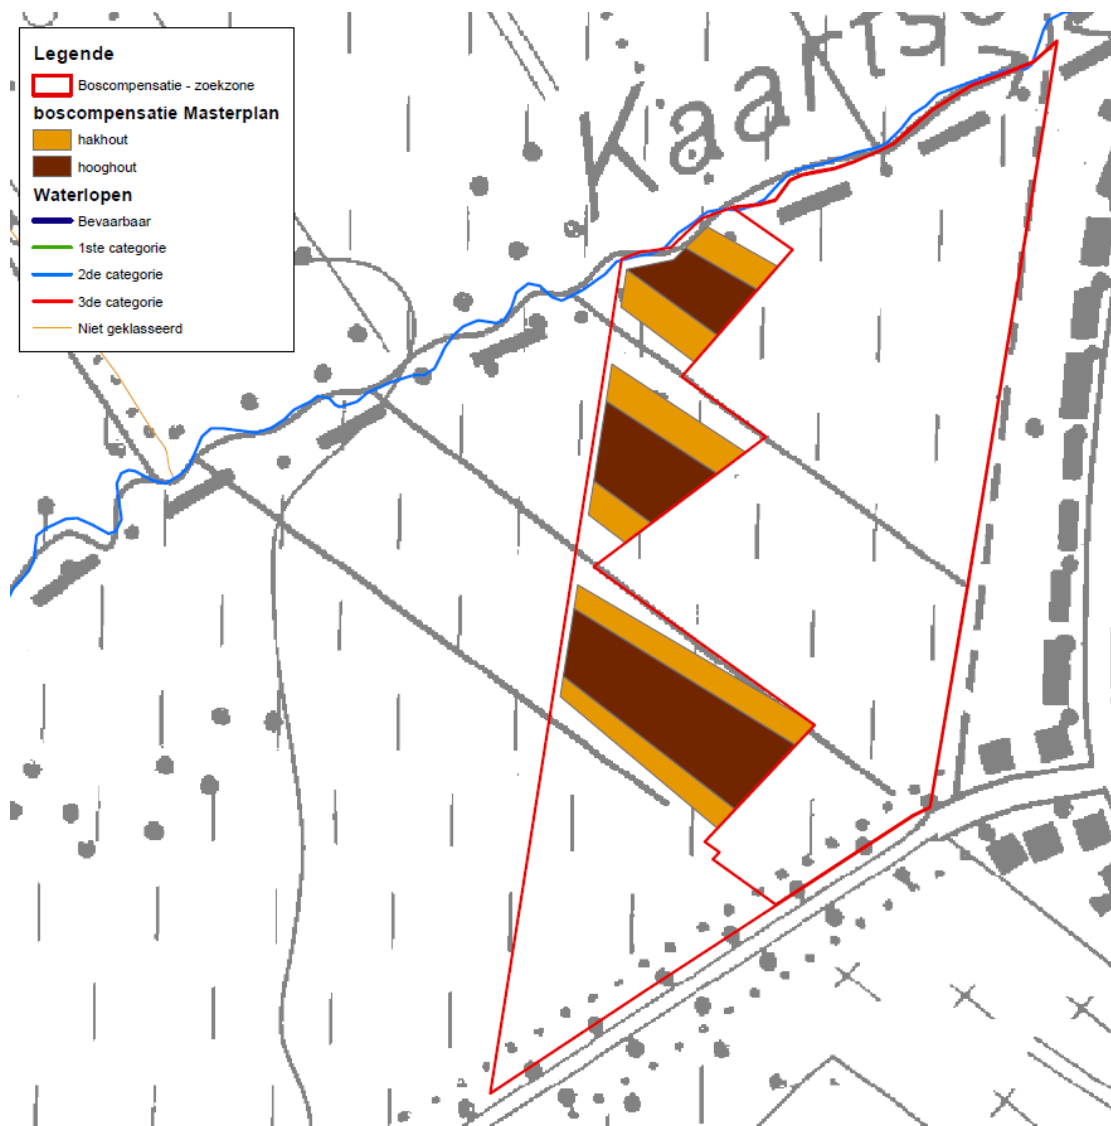 Legende
Boscompensatie - zoekzone
boscompensatie Masterplan
hakhout
hooghout
Waterlopen
Bevaarbaar
1ste categorie
2de categorie
3de categorie
Niet geklasseerd